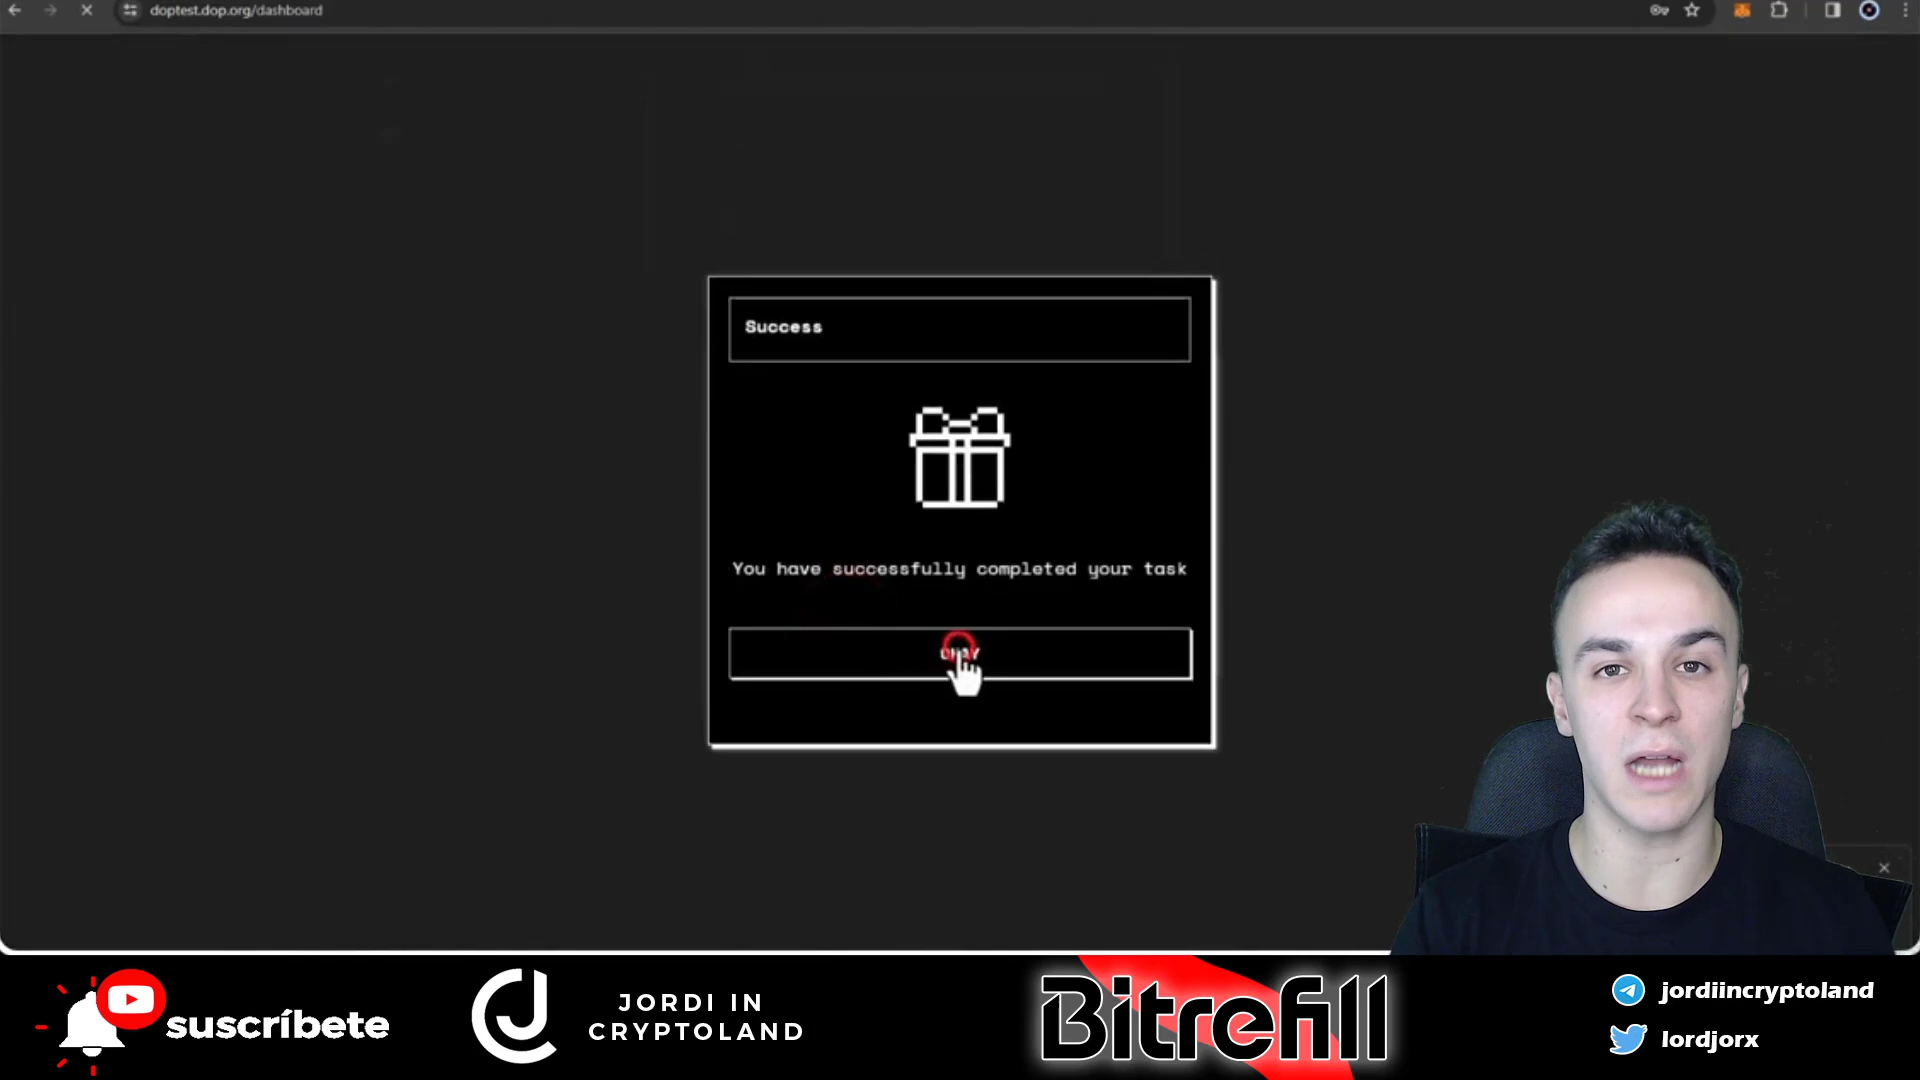 doptest.dop.org/dashboard
Success
You have successfully completed your task
suscríbete
JORDI IN
CRYPTOLAND
Bitrefill
jordiincryptoland
lordjorx